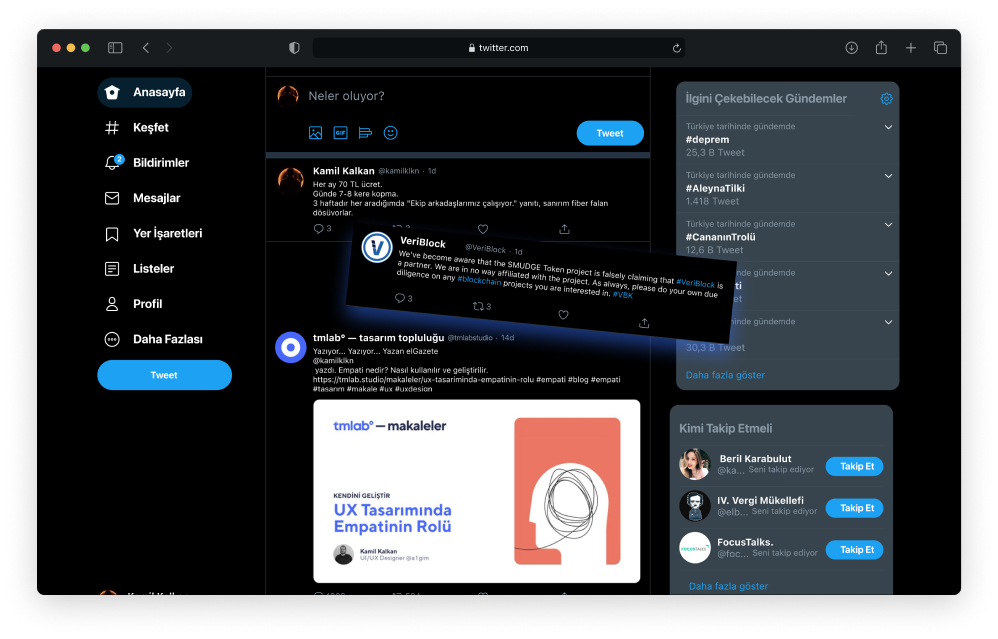 twitter.com
Anasayfa
Keşfet
2
Bildirimler
Mesajlar
Yer İşaretleri
Listeler
Profil
Daha Fazlası
Tweet
Neler oluyor?
GIF
Tweet
Kamil Kalkan @kamilklkn · 1d
Her ay 70 TL ücret.
Günde 7-8 kere kopma.
3 haftadır her aradığımda "Ekip arkadaşlarımız çalışıyor." yanıtı, sanırım fiber falan
dösüvorlar.
3
VeriBlock @VeriBlock · 1d
We've become aware that the SMUDGE Token project is falsely claiming that #VeriBlock is
a partner. We are in no way affiliated with the project. As always, please do your own due
diligence on any #blockchain projects you are interested in. #VBK
3
3
tmlab° — tasarım topluluğu @tmlabstudio · 14d
Yazıyor... Yazıyor... Yazan elGazete
@kamilklkn
yazdı. Empati nedir? Nasıl kullanılır ve geliştirilir.
https://tmlab.studio/makaleler/ux-tasariminda-empatinin-rolu #empati #blog #empati
#tasarım #makale #ux #uxdesign
tmlab° — makaleler
KENDİNİ GELİŞTİR
UX Tasarımında
Empatinin Rolü
Kamil Kalkan
UI/UX Designer @a1gim
İlgini Çekebilecek Gündemler
Türkiye tarihinde gündemde
#deprem
25,3 B Tweet
Türkiye tarihinde gündemde
#AleynaTilki
1.418 Tweet
Türkiye tarihinde gündemde
#CananınTrolü
12,6 B Tweet
inde gündemde
ti
et
inde gündemde
30,3 B Tweet
Daha fazla göster
Kimi Takip Etmeli
Beril Karabulut
@ka... Seni takip ediyor
Takip Et
IV. Vergi Mükellefi
@elb... Seni takip ediyor
Takip Et
FocusTalks.
@foc... Seni takip ediyor
Takip Et
Daha fazla göster